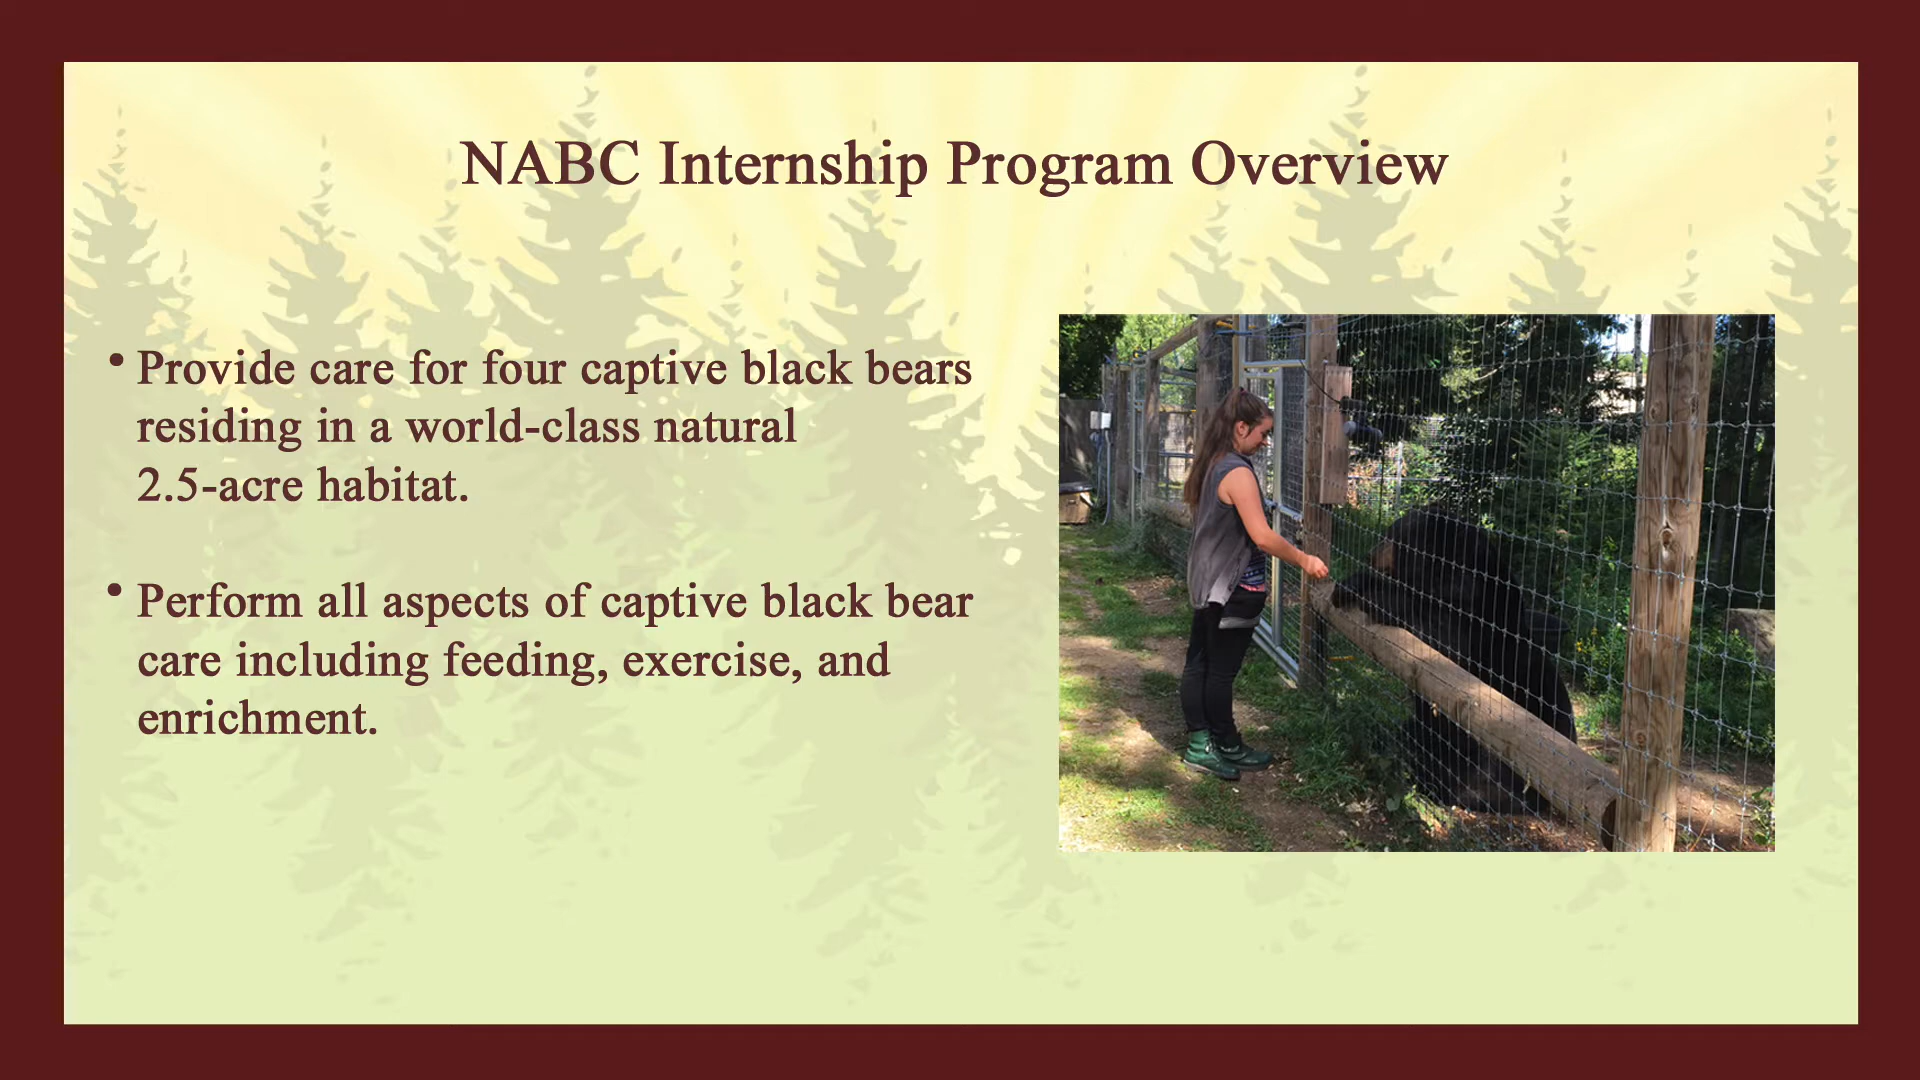 NABC Internship Program Overview
• Provide care for four captive black bears
residing in a world-class natural
2.5-acre habitat.
• Perform all aspects of captive black bear
care including feeding, exercise, and
enrichment.